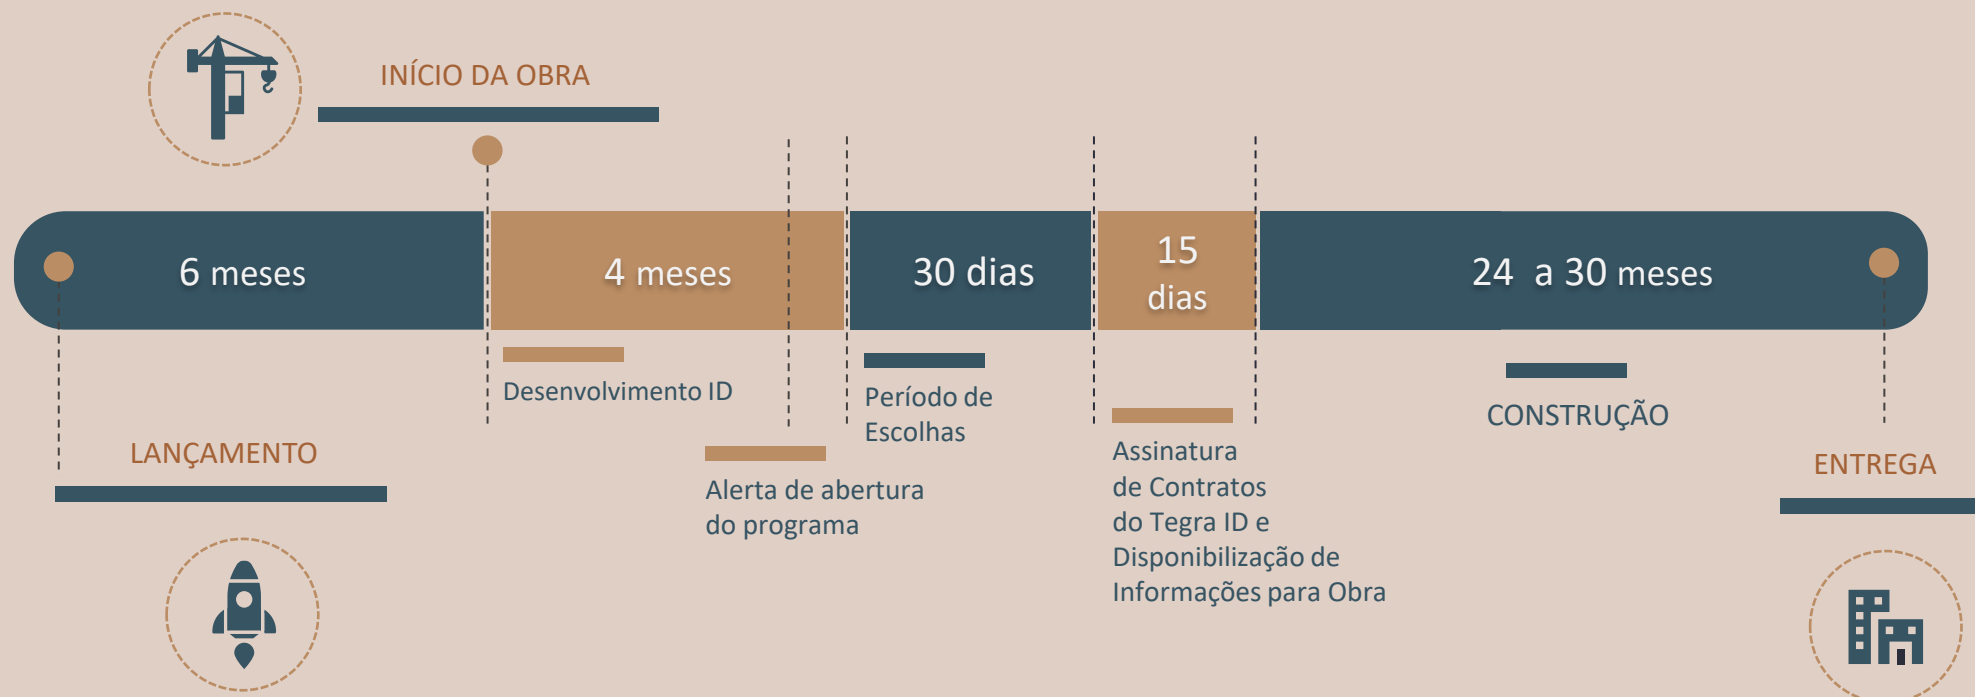 INÍCIO DA OBRA
6 meses
4 meses
30 dias
15
dias
24 a 30 meses
Desenvolvimento ID
Período de
Escolhas
CONSTRUÇÃO
LANÇAMENTO
Alerta de abertura
do programa
Assinatura
de Contratos
do Tegra ID e
Disponibilização de
Informações para Obra
ENTREGA